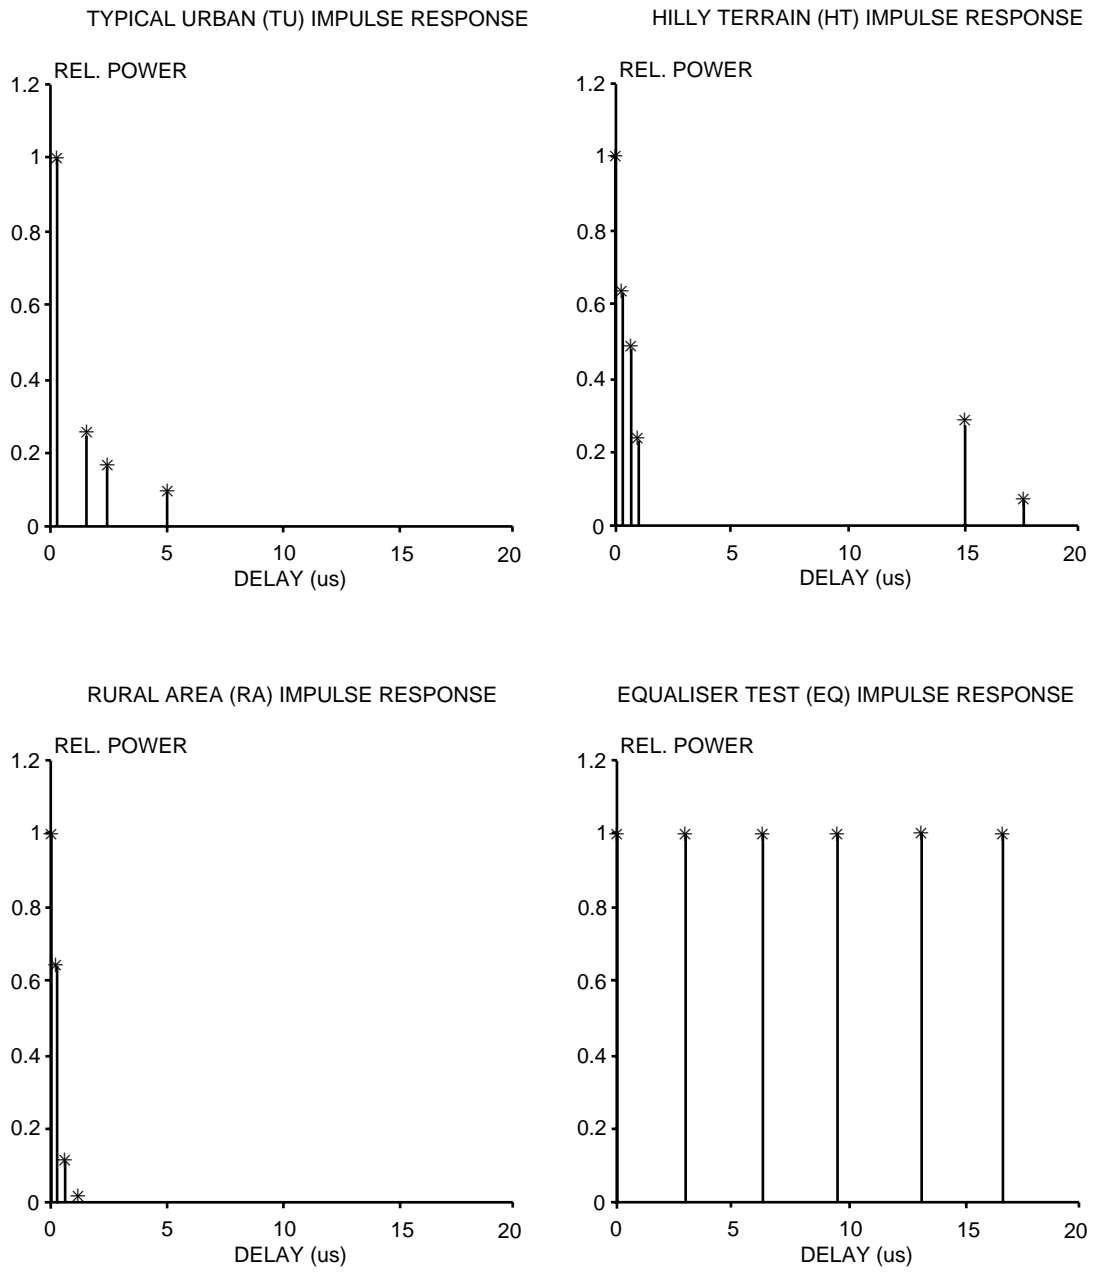 TYPICAL URBAN (TU) IMPULSE RESPONSE
REL. POWER
1.2
1
0.8
0.6
0.4
0.2
0
0 5 10 15 20
DELAY (us)
HILLY TERRAIN (HT) IMPULSE RESPONSE
REL. POWER
1.2
1
0.8
0.6
0.4
0.2
0
0 5 10 15 20
DELAY (us)
RURAL AREA (RA) IMPULSE RESPONSE
REL. POWER
1.2
1
0.8
0.6
0.4
0.2
0
0 5 10 15 20
DELAY (us)
EQUALISER TEST (EQ) IMPULSE RESPONSE
REL. POWER
1.2
1
0.8
0.6
0.4
0.2
0
0 5 10 15 20
DELAY (us)